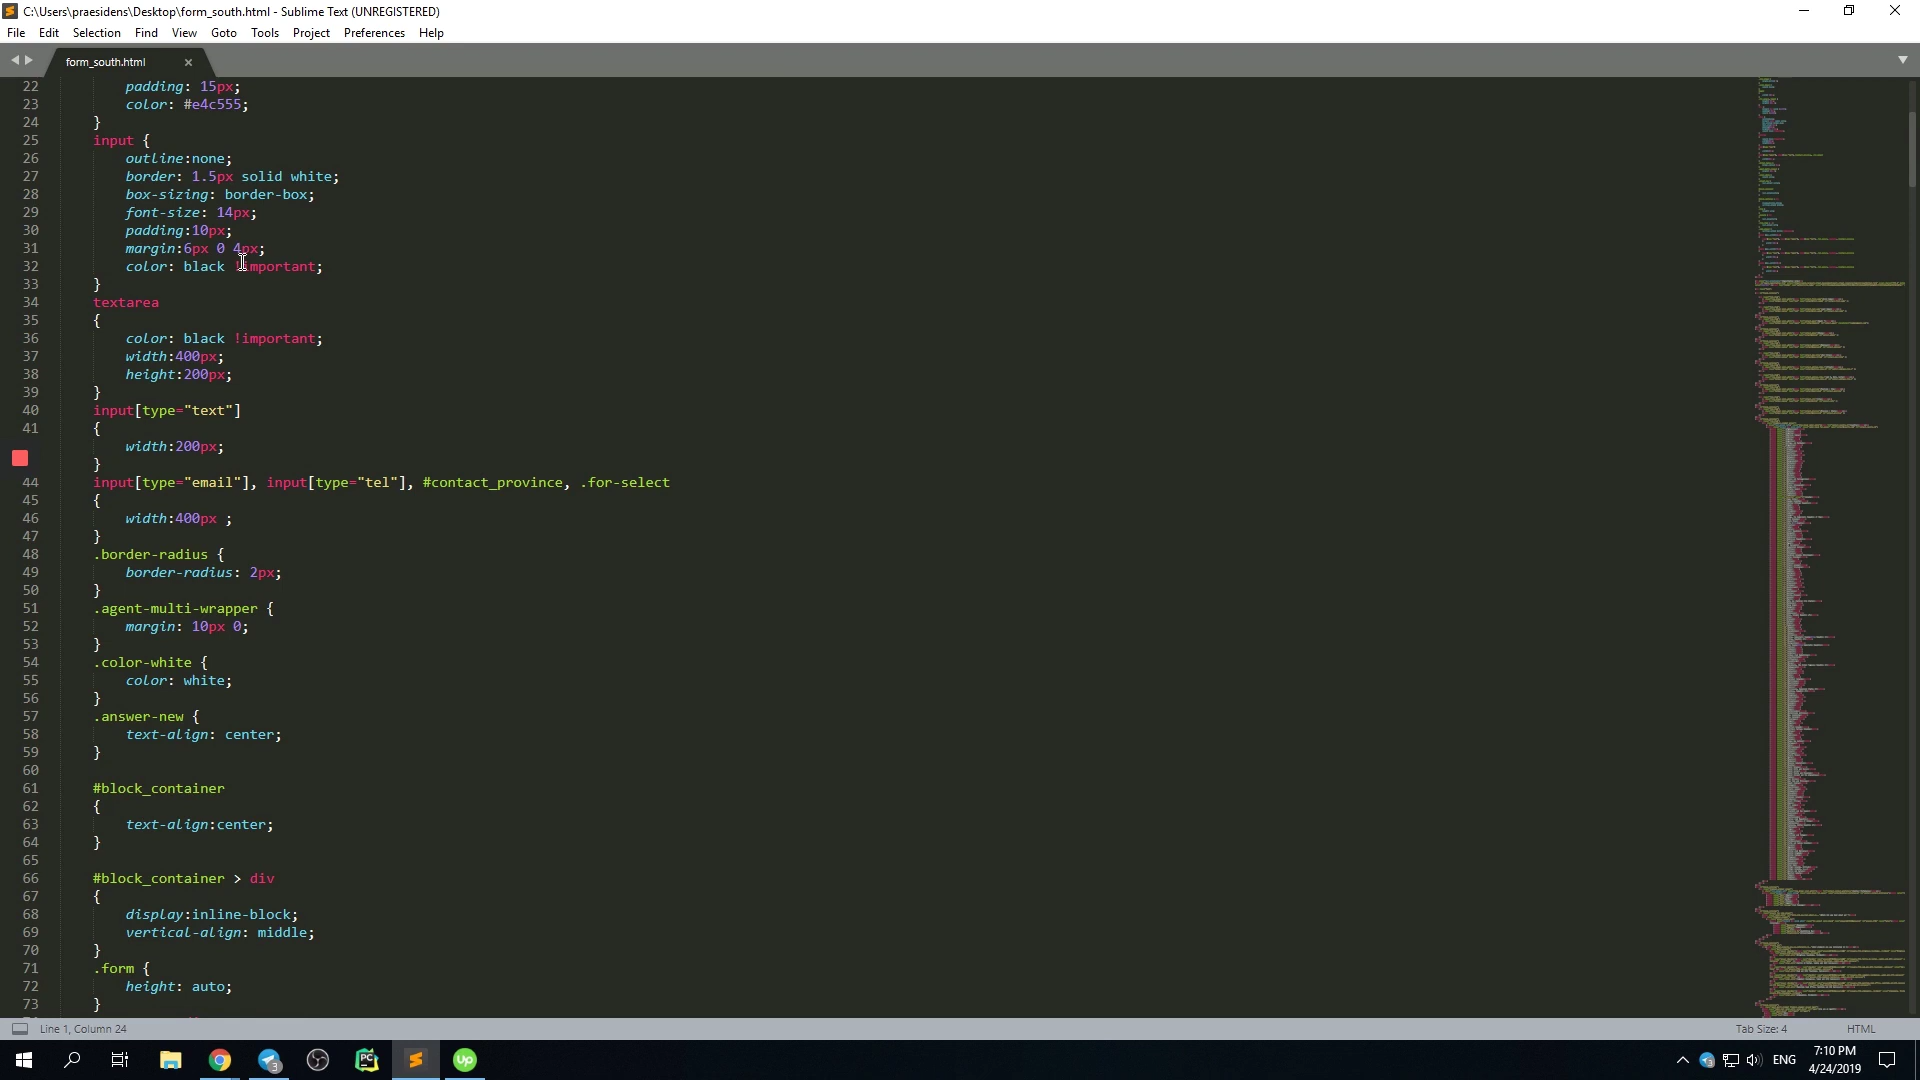 C:\Users\praesidens\Desktop\form_south.html - Sublime Text (UNREGISTERED)
File Edit Selection Find View Goto Tools Project Preferences Help
form_south.html
22 padding: 15px;
23 color: #e4c555;
24 }
25 input {
26 outline:none;
27 border: 1.5px solid white;
28 box-sizing: border-box;
29 font-size: 14px;
30 padding:10px;
31 margin:6px 0 4px;
32 color: black !important;
33 }
34 textarea
35 {
36 color: black !important;
37 width:400px;
38 height:200px;
39 }
40 input[type="text"]
41 {
width:200px;
}
44 input[type="email"], input[type="tel"], #contact_province, .for-select
45 {
46 width:400px ;
47 }
48 .border-radius {
49 border-radius: 2px;
50 }
51 .agent-multi-wrapper {
52 margin: 10px 0;
53 }
54 .color-white {
55 color: white;
56 }
57 .answer-new {
58 text-align: center;
59 }
60
61 #block_container
62 {
63 text-align:center;
64 }
65
66 #block_container > div
67 {
68 display:inline-block;
69 vertical-align: middle;
70 }
71 .form {
72 height: auto;
73 }
Line 1, Column 24
Tab Size: 4 HTML
3 PC Up
3 ENG 7:10 PM
4/24/2019